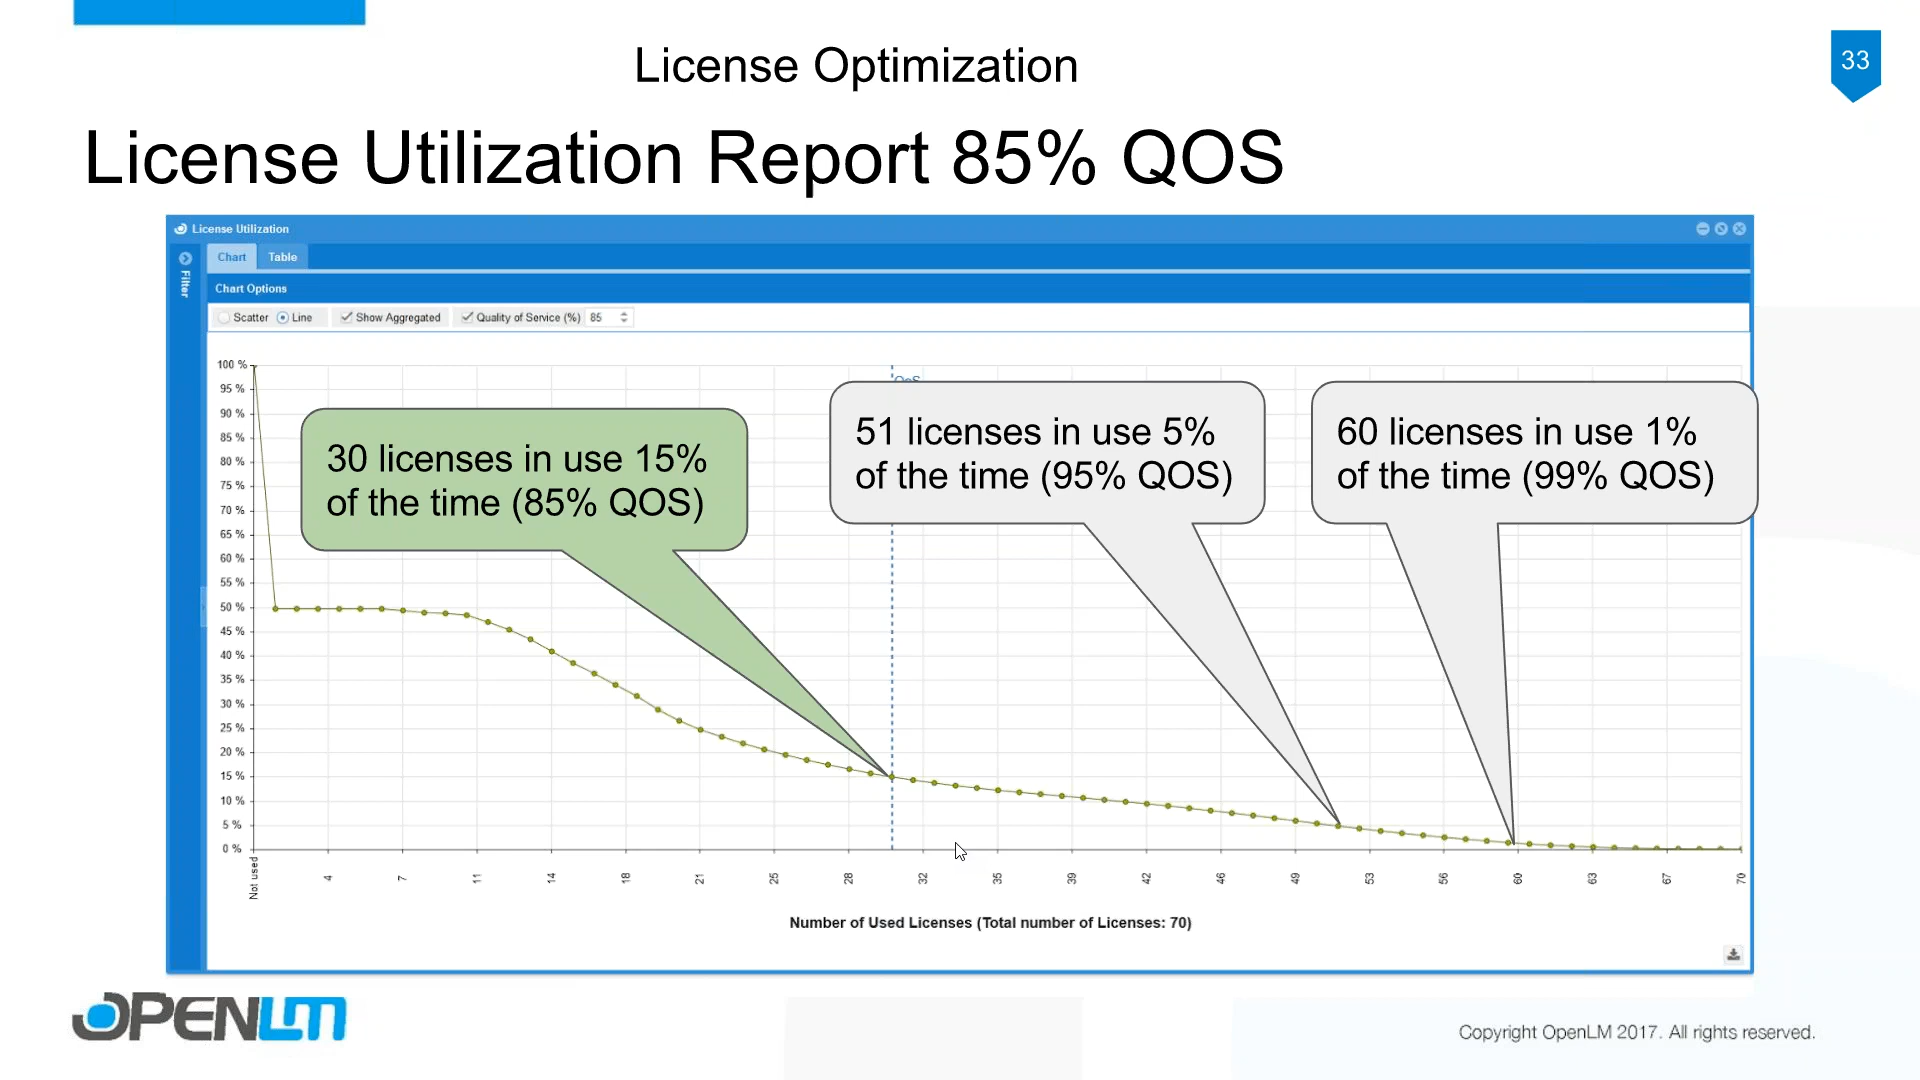 License Optimization
33
License Utilization Report 85% QOS
License Utilization
Filter
Chart Table
Chart Options
Scatter Line Show Aggregated Quality of Service (%) 85
QoS
100 %
95 %
90 %
85 %
80 %
75 %
70 %
65 %
60 %
55 %
50 %
45 %
40 %
35 %
30 %
25 %
20 %
15 %
10 %
5 %
0 %
30 licenses in use 15%
of the time (85% QOS)
51 licenses in use 5%
of the time (95% QOS)
60 licenses in use 1%
of the time (99% QOS)
Not used 4 7 11 14 18 21 25 28 32 35 39 42 46 49 53 56 60 63 67 70
Number of Used Licenses (Total number of Licenses: 70)
OPENLM
Copyright OpenLM 2017. All rights reserved.